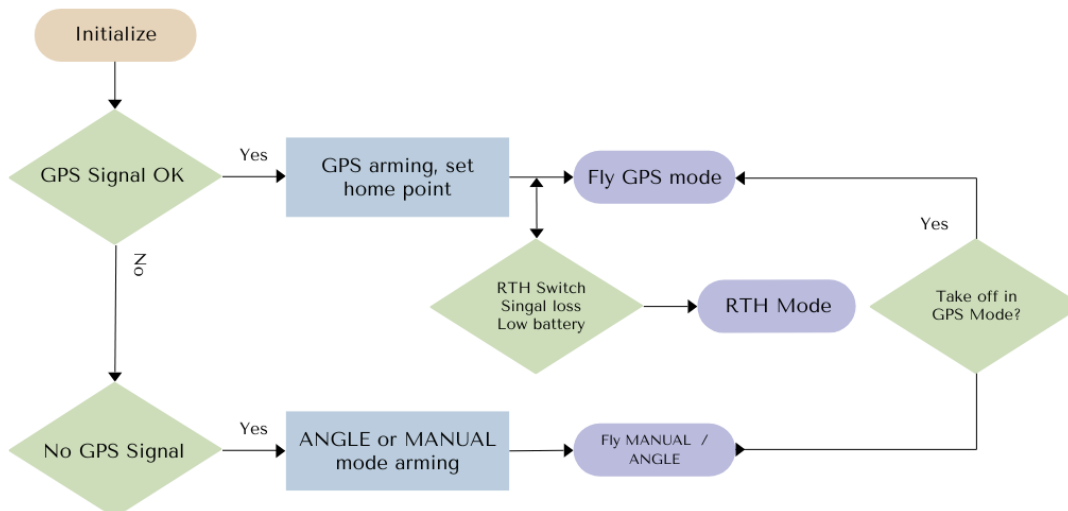 Initialize
GPS Signal OK
Yes
GPS arming, set
home point
Fly GPS mode
Yes
No
RTH Switch
Singal loss
Low battery
RTH Mode
Take off in
GPS Mode?
No GPS Signal
Yes
ANGLE or MANUAL
mode arming
Fly MANUAL /
ANGLE